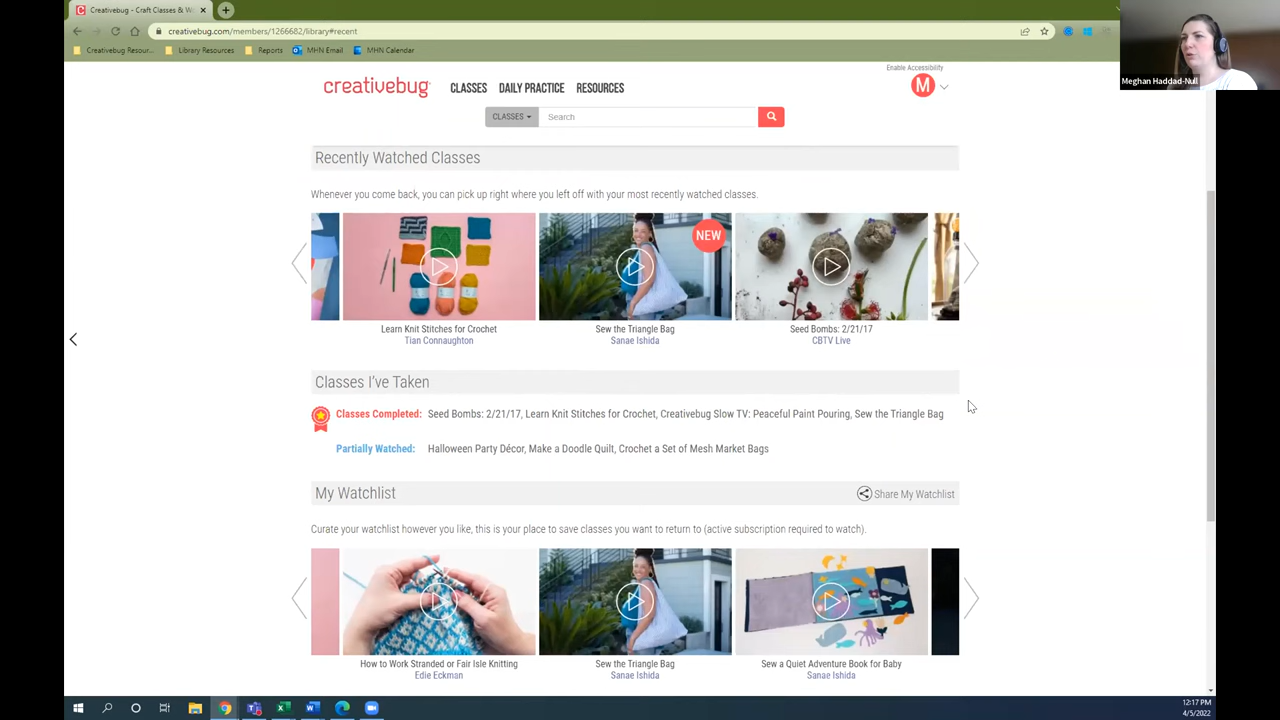 Creativebug - Craft Classes & W
creativebug.com/members/1266682/library#recent
Creativebug Resour...
Library Resources
Reports
MHN Email
MHN Calendar
Meghan Haddad-Null
Enable Accessibility
creativebug
CLASSES
DAILY PRACTICE
RESOURCES
M
CLASSES
Search
Recently Watched Classes
Whenever you come back, you can pick up right where you left off with your most recently watched classes.
NEW
Learn Knit Stitches for Crochet
Tian Connaughton
Sew the Triangle Bag
Sanae Ishida
Seed Bombs: 2/21/17
CBTV Live
Classes I've Taken
Classes Completed: Seed Bombs: 2/21/17, Learn Knit Stitches for Crochet, Creativebug Slow TV: Peaceful Paint Pouring, Sew the Triangle Bag
Partially Watched: Halloween Party Décor, Make a Doodle Quilt, Crochet a Set of Mesh Market Bags
My Watchlist
Share My Watchlist
Curate your watchlist however you like, this is your place to save classes you want to return to (active subscription required to watch).
How to Work Stranded or Fair Isle Knitting
Edie Eckman
Sew the Triangle Bag
Sanae Ishida
Sew a Quiet Adventure Book for Baby
Sanae Ishida
12:17 PM
4/5/2022